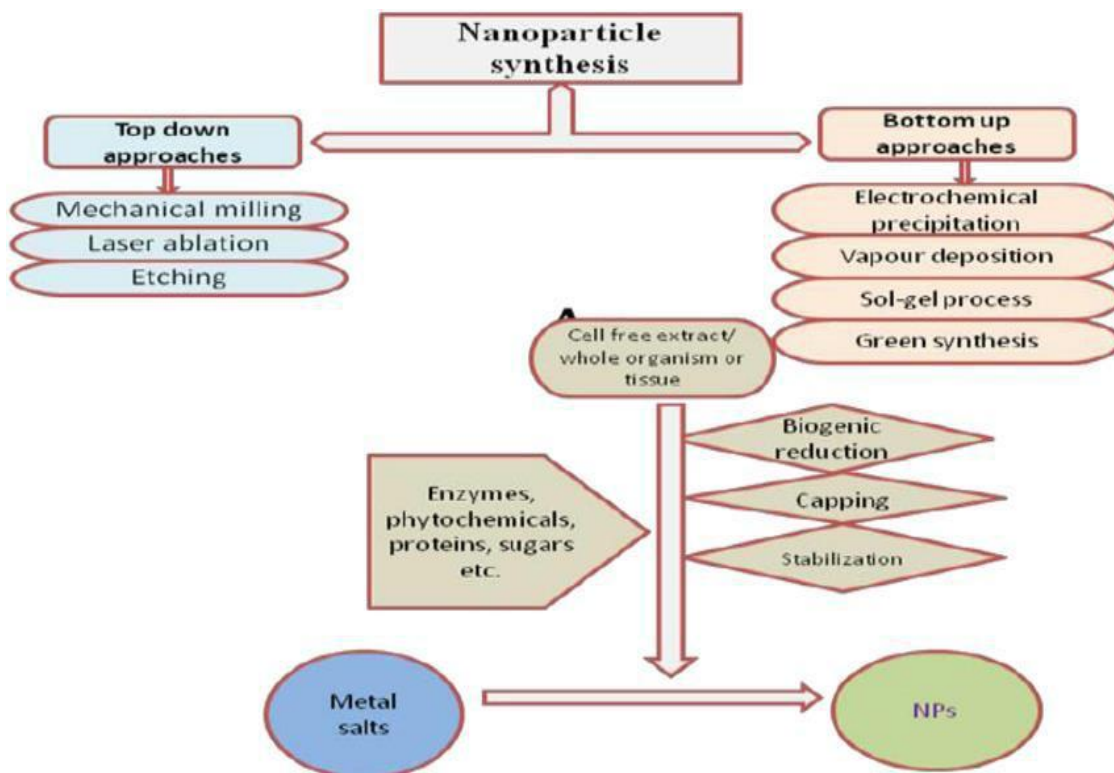 Nanoparticle
synthesis
Top down
approaches
Mechanical milling
Laser ablation
Etching
Bottom up
approaches
Electrochemical
precipitation
Vapour deposition
Sol-gel process
Green synthesis
Cell free extract/
whole organism or
tissue
Biogenic
reduction
Capping
Stabilization
Enzymes,
phytochemicals,
proteins, sugars
etc.
Metal
salts
NPs